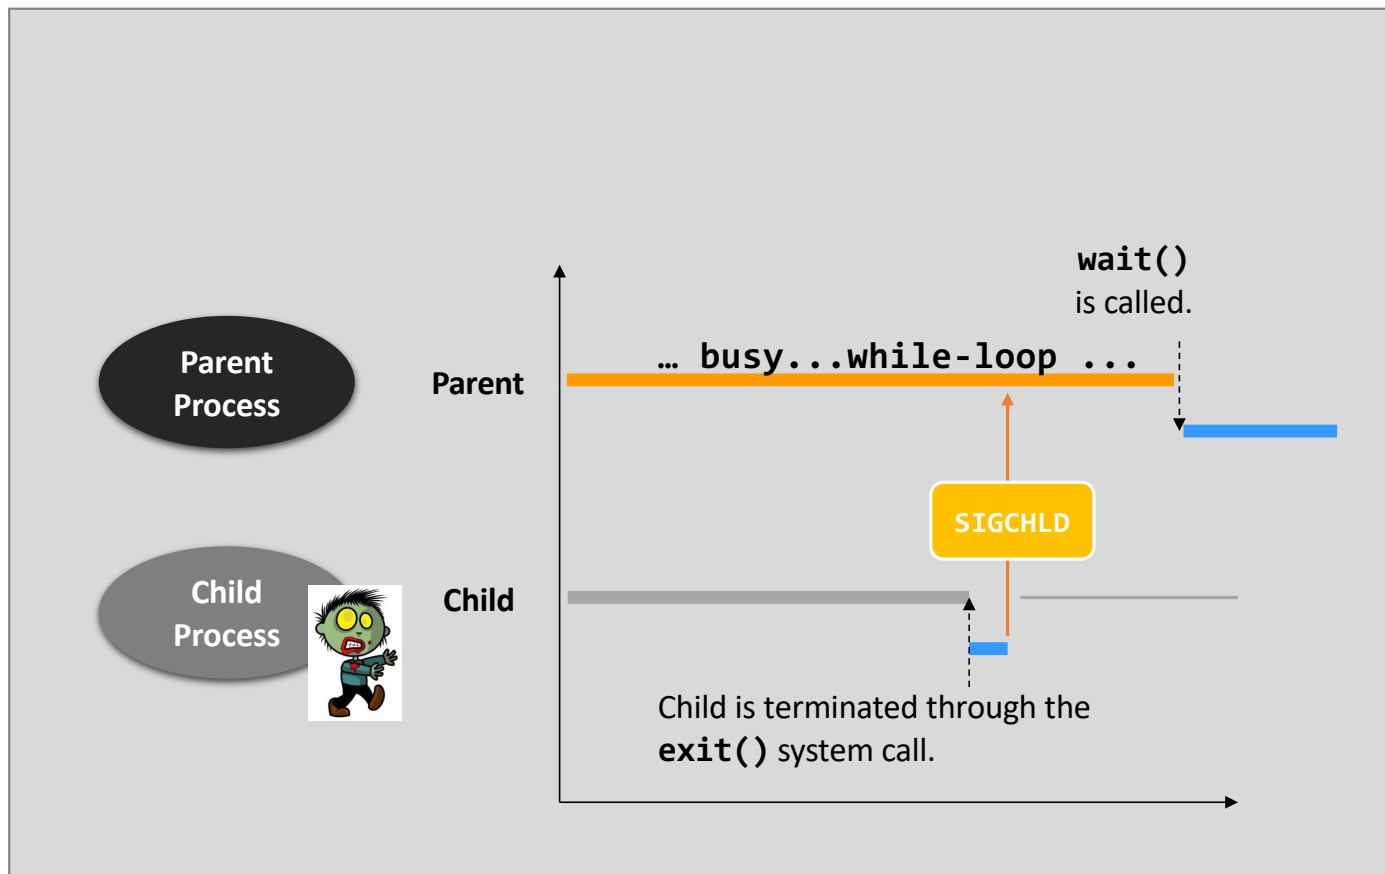 wait()
is called.
… busy...while-loop ...
Parent
Process
Parent
SIGCHLD
Child
Process
Child
Child is terminated through the
exit() system call.